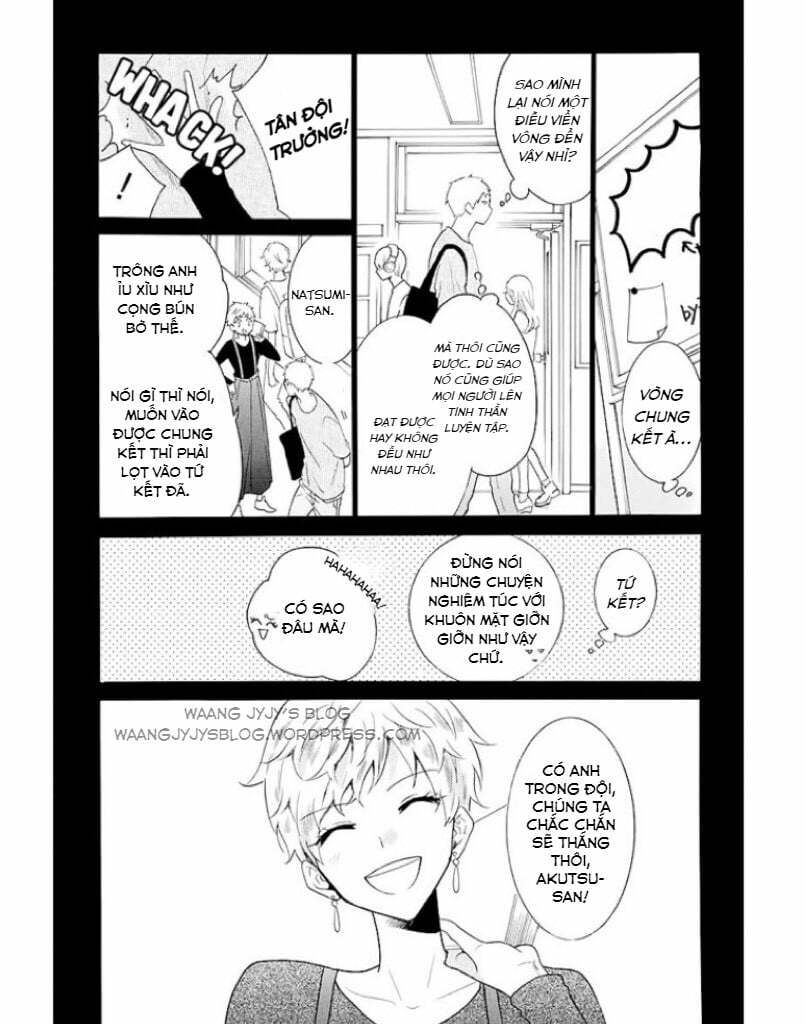 VÒNG
CHUNG
KẾT À...
by
SAO MÌNH
LẠI NÓI MỘT
ĐIỀU VIỂN
VÔNG ĐẾN
VẬY NHỈ?
MÀ THÔI CŨNG
ĐƯỢC. DÙ SAO
NÓ CŨNG GIÚP
MỌI NGƯỜI LÊN
TINH THẦN
LUYỆN TẬP.
ĐẠT ĐƯỢC
HAY KHÔNG
ĐỀU NHƯ
NHAU THÔI.
TÂN ĐỘI
TRƯỞNG!
WHACK!
!
NATSUMI-
SAN.
TRÔNG ANH
ỈU XÌU NHƯ
CỌNG BÚN
BỞ THẾ.
NÓI GÌ THÌ NÓI,
MUỐN VÀO
ĐƯỢC CHUNG
KẾT THÌ PHẢI
LỌT VÀO TỨ
KẾT ĐÃ.
TỨ
KẾT?
ĐỪNG NÓI
NHỮNG CHUYỆN
NGHIÊM TÚC VỚI
KHUÔN MẶT GIỠN
GIỠN NHƯ VẬY
CHỨ.
HAHAHAHAA!
CÓ SAO
ĐÂU MÀ!
WAANG JYJY'S BLOG
WAANGJYJYSBLOG.WORDPRESS.COM
CÓ ANH
TRONG ĐỘI,
CHÚNG TA
CHẮC CHẮN
SẼ THẮNG
THÔI,
AKUTSU-
SAN!